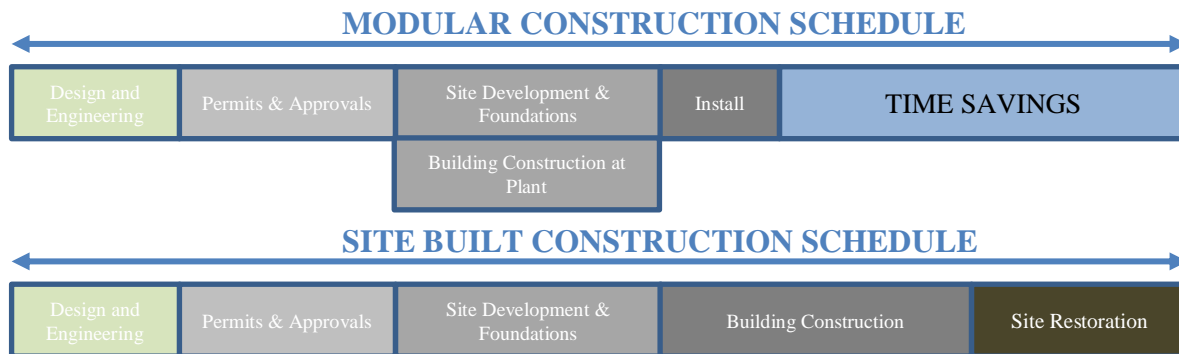 MODULAR CONSTRUCTION SCHEDULE
Design and
Engineering
Permits & Approvals
Site Development &
Foundations
Install
TIME SAVINGS
Building Construction at
Plant
SITE BUILT CONSTRUCTION SCHEDULE
Design and
Engineering
Permits & Approvals
Site Development &
Foundations
Building Construction
Site Restoration